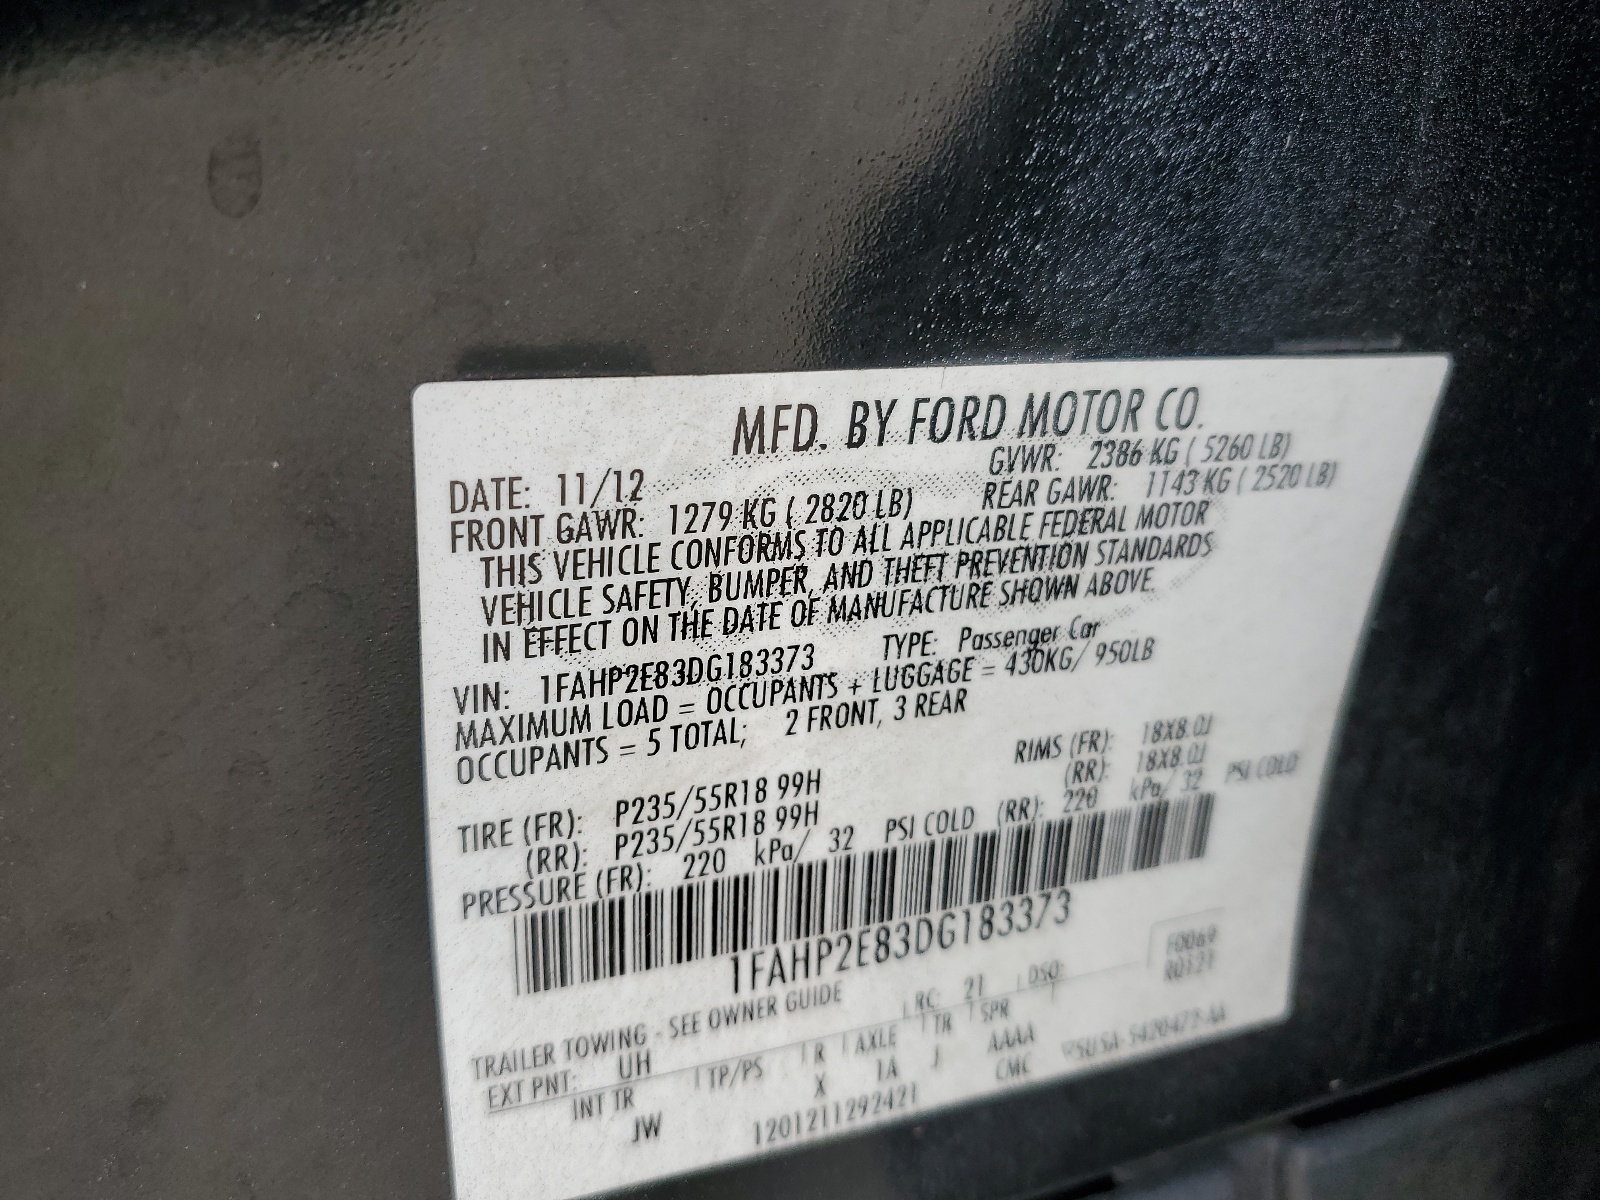 MFD. BY FORD MOTOR CO.
DATE: 11/12 GVWR: 2386 KG ( 5260 LB)
FRONT GAWR: 1279 KG ( 2820 LB) REAR GAWR: 1143 KG ( 2520 LB)
THIS VEHICLE CONFORMS TO ALL APPLICABLE FEDERAL MOTOR
VEHICLE SAFETY, BUMPER, AND THEFT PREVENTION STANDARDS
IN EFFECT ON THE DATE OF MANUFACTURE SHOWN ABOVE.
VIN: 1FAHP2E83DG183373 TYPE: Passenger Car
MAXIMUM LOAD = OCCUPANTS + LUGGAGE = 430KG/ 950LB
OCCUPANTS = 5 TOTAL; 2 FRONT, 3 REAR
TIRE (FR): P235/55R18 99H RIMS (FR): 18X8.0J
(RR): P235/55R18 99H (RR): 18X8.0J
PRESSURE (FR): 220 kPa/ 32 PSI COLD (RR): 220 kPa/ 32 PSI COLD
1FAHP2E83DG183373
F0069
R0121
TRAILER TOWING - SEE OWNER GUIDE RC: 21 DSO:
EXT PNT: UH
INT TR TP/PS R AXLE TR SPR
JW X 1A J AAAA
CMC
1201211292421